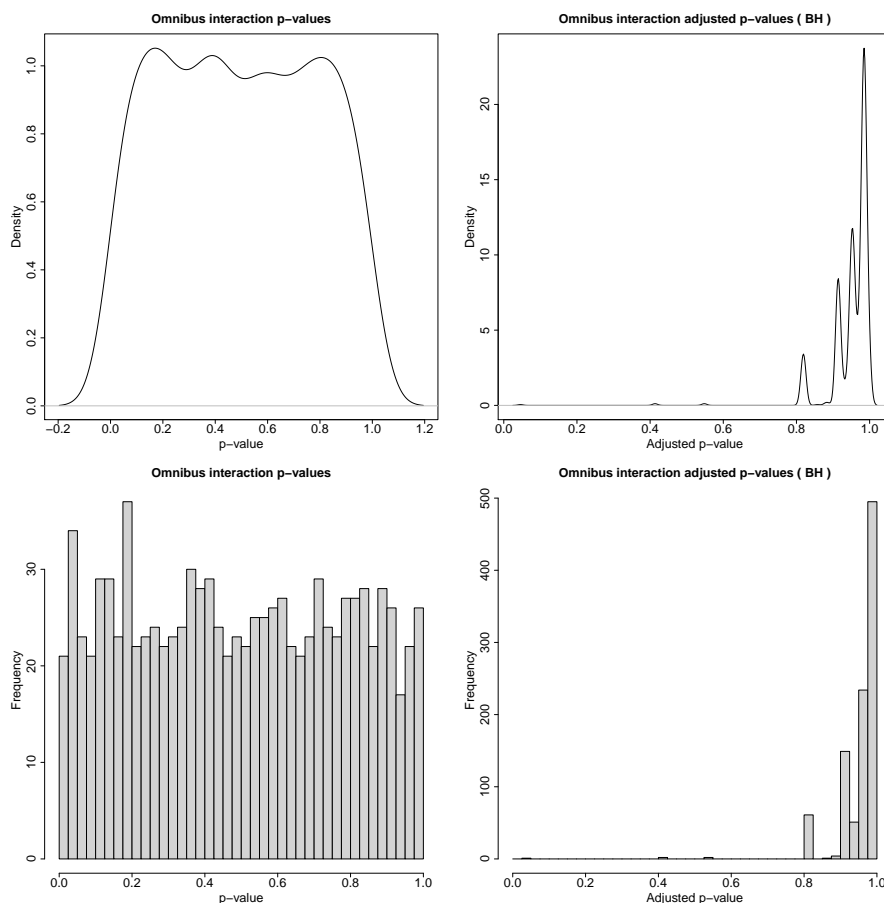 Omnibus interaction p−values
Density
0.0
0.2
0.4
0.6
0.8
1.0
−0.2 0.0 0.2 0.4 0.6 0.8 1.0 1.2
p−value
Omnibus interaction adjusted p−values ( BH )
Density
0
5
10
15
20
0.0 0.2 0.4 0.6 0.8 1.0
Adjusted p−value
Omnibus interaction p−values
Frequency
0
10
20
30
0.0 0.2 0.4 0.6 0.8 1.0
p−value
Omnibus interaction adjusted p−values ( BH )
Frequency
0
100
200
300
400
500
0.0 0.2 0.4 0.6 0.8 1.0
Adjusted p−value